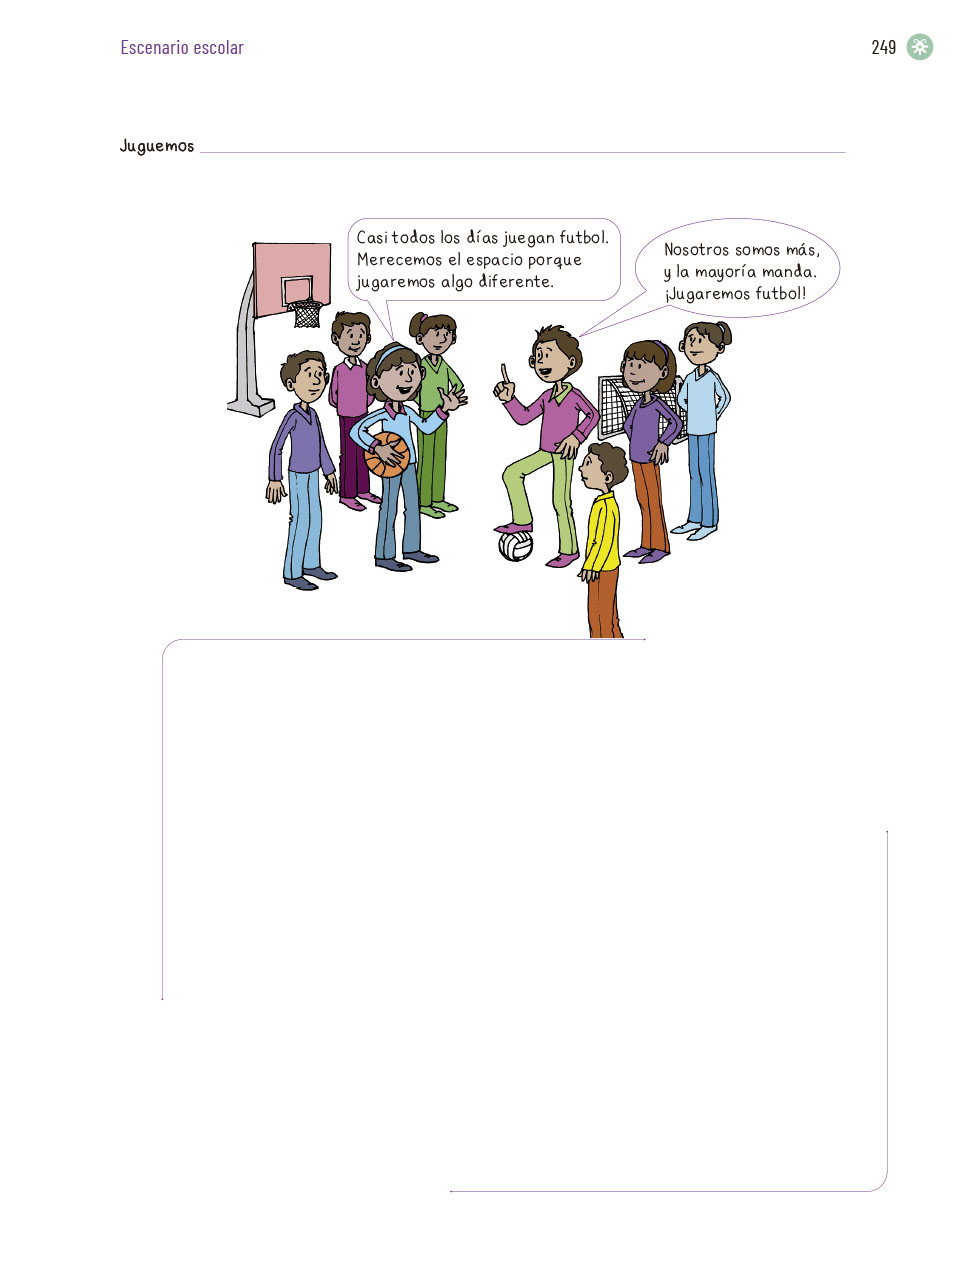 Escenario escolar
249
Juguemos
Casi todos los días juegan futbol.
Merecemos el espacio porque
jugaremos algo diferente.
Nosotros somos más,
y la mayoría manda.
¡Jugaremos futbol!